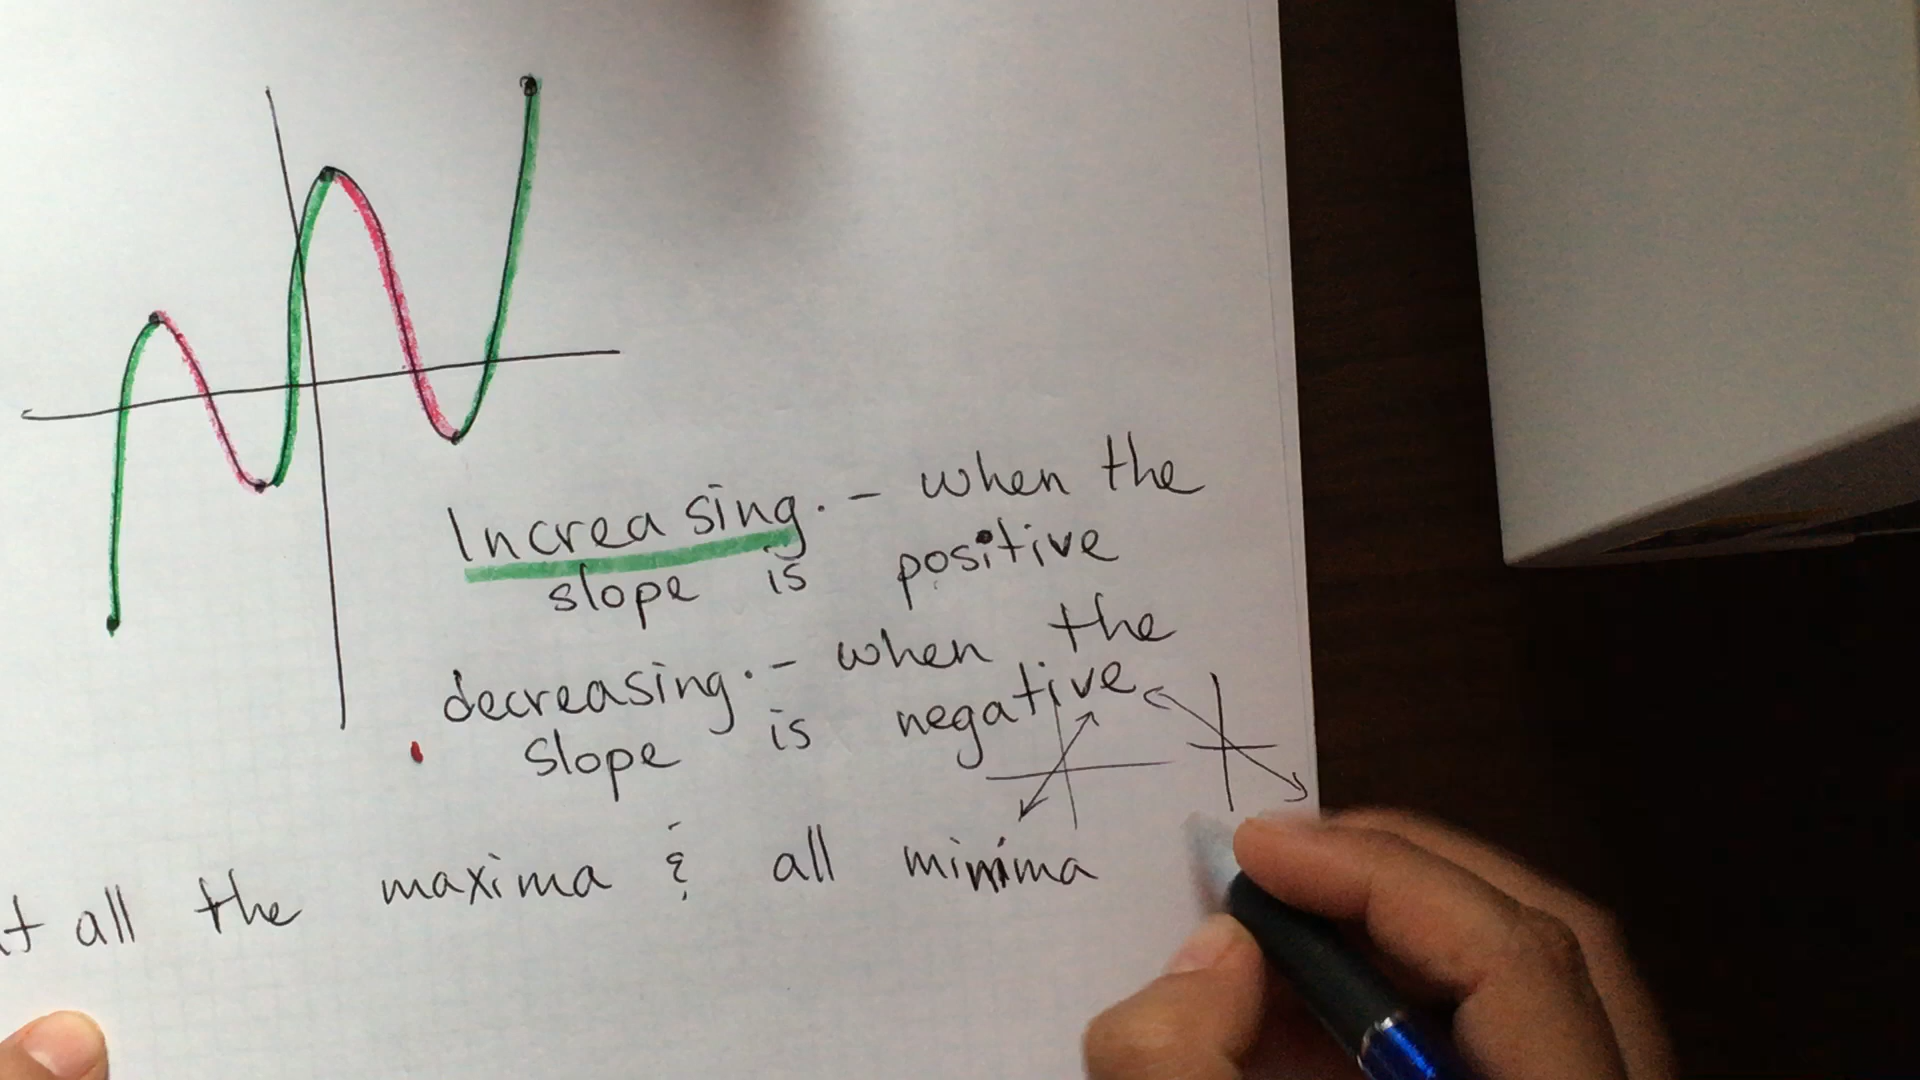 Increasing. - when the
slope is positive
decreasing. - when the
slope is negative
all the maxima & all minima